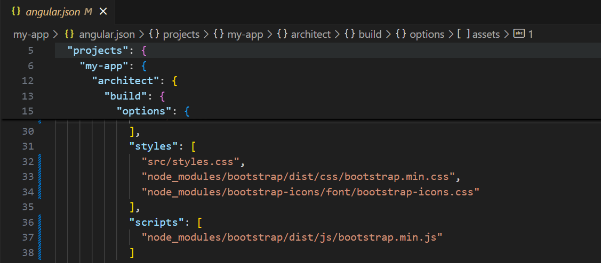 angular.json M
my-app > {} angular.json > {} projects > {} my-app > {} architect > {} build > {} options > [ ] assets > abc 1
5 "projects": {
6 "my-app": {
12 "architect": {
13 "build": {
15 "options": {
30 ],
31 "styles": [
32 "src/styles.css",
33 "node_modules/bootstrap/dist/css/bootstrap.min.css",
34 "node_modules/bootstrap-icons/font/bootstrap-icons.css"
35 ],
36 "scripts": [
37 "node_modules/bootstrap/dist/js/bootstrap.min.js"
38 ]